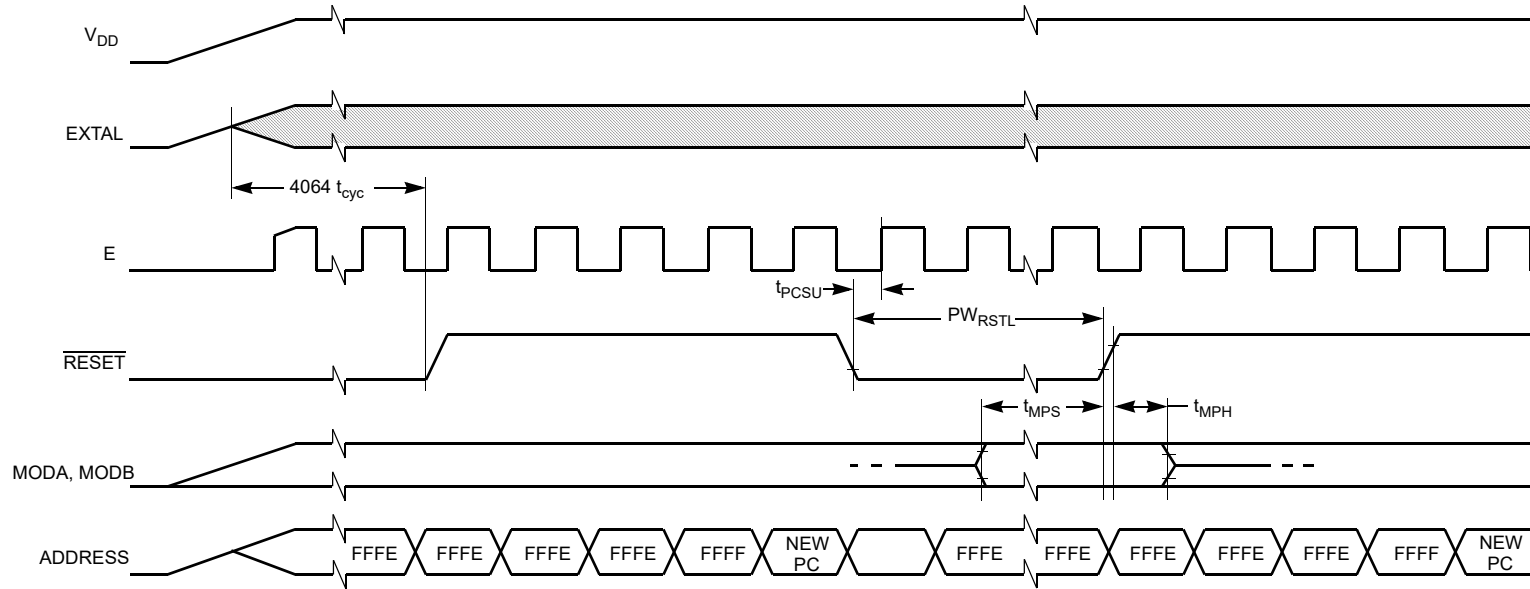 VDD
EXTAL
4064 tcyc
E
tPCSU
PWRSTL
RESET
tMPS
tMPH
MODA, MODB
ADDRESS
FFFE
FFFE
FFFE
FFFE
FFFF
NEW
PC
FFFE
FFFE
FFFE
FFFE
FFFE
FFFF
NEW
PC